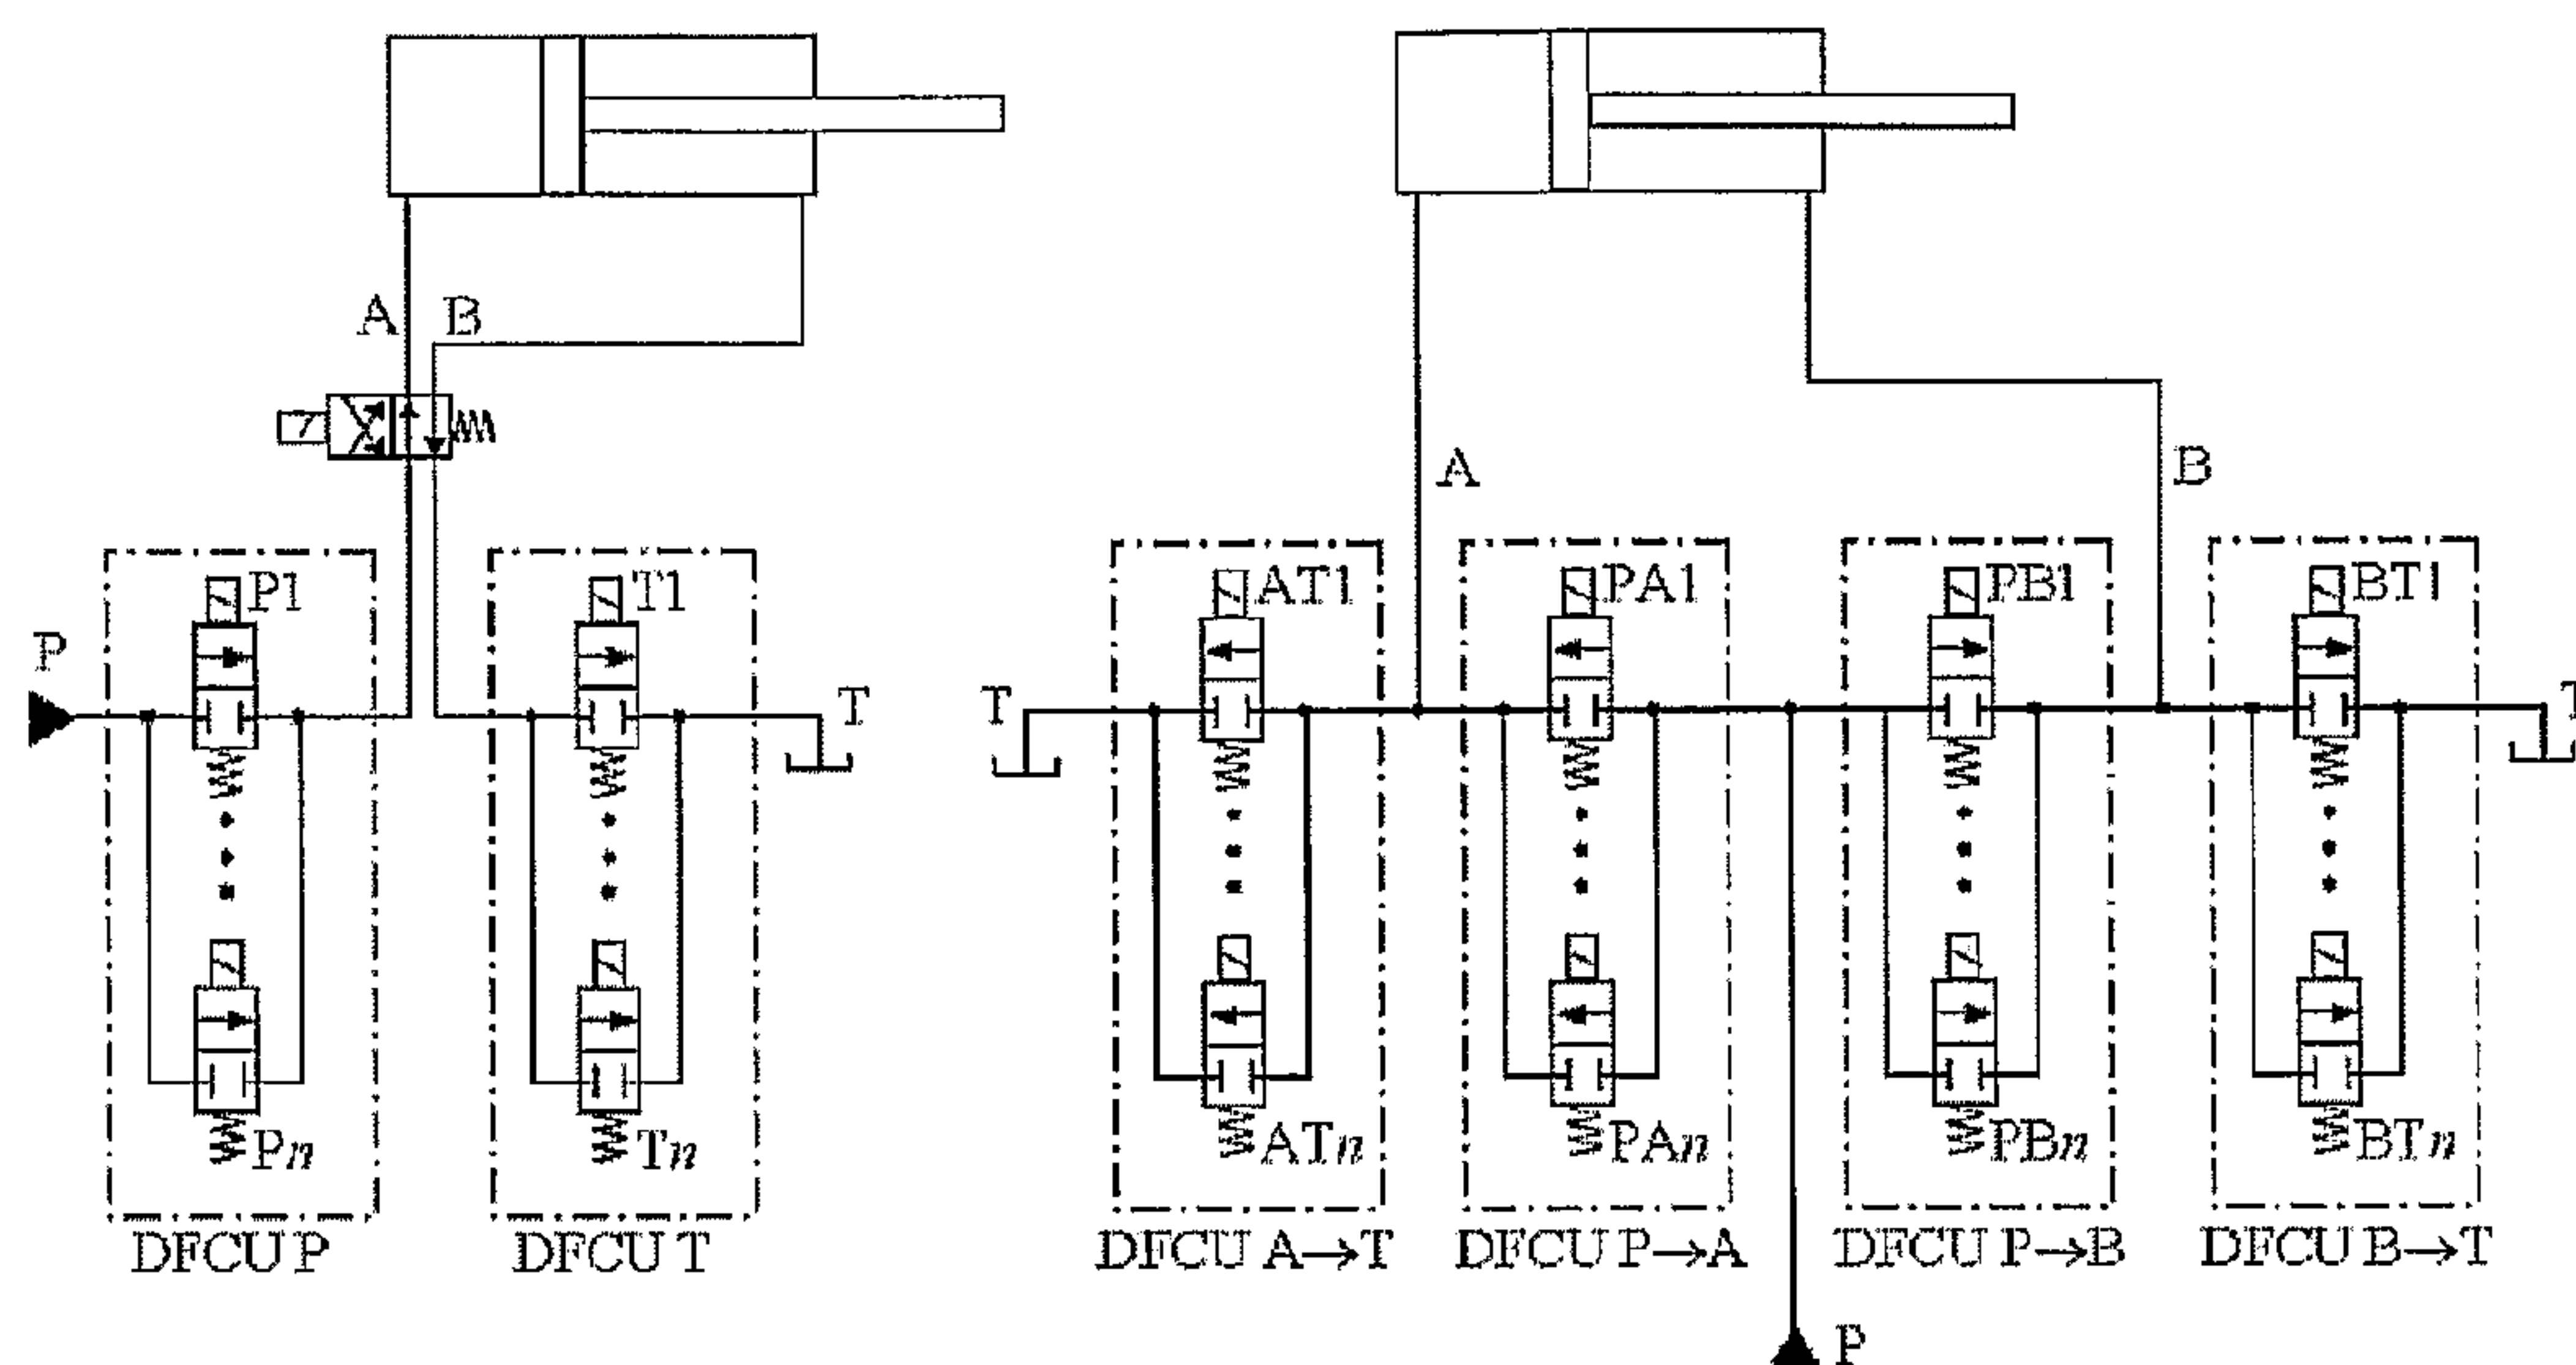 A B
A
B
P1
T1
AT1
PA1
PB1
BT1
P
T
T
T
Pn
Tn
ATn
PAn
PBn
BTn
DFCU P
DFCU T
DFCU A→T
DFCU P→A
DFCU P→B
DFCU B→T
P